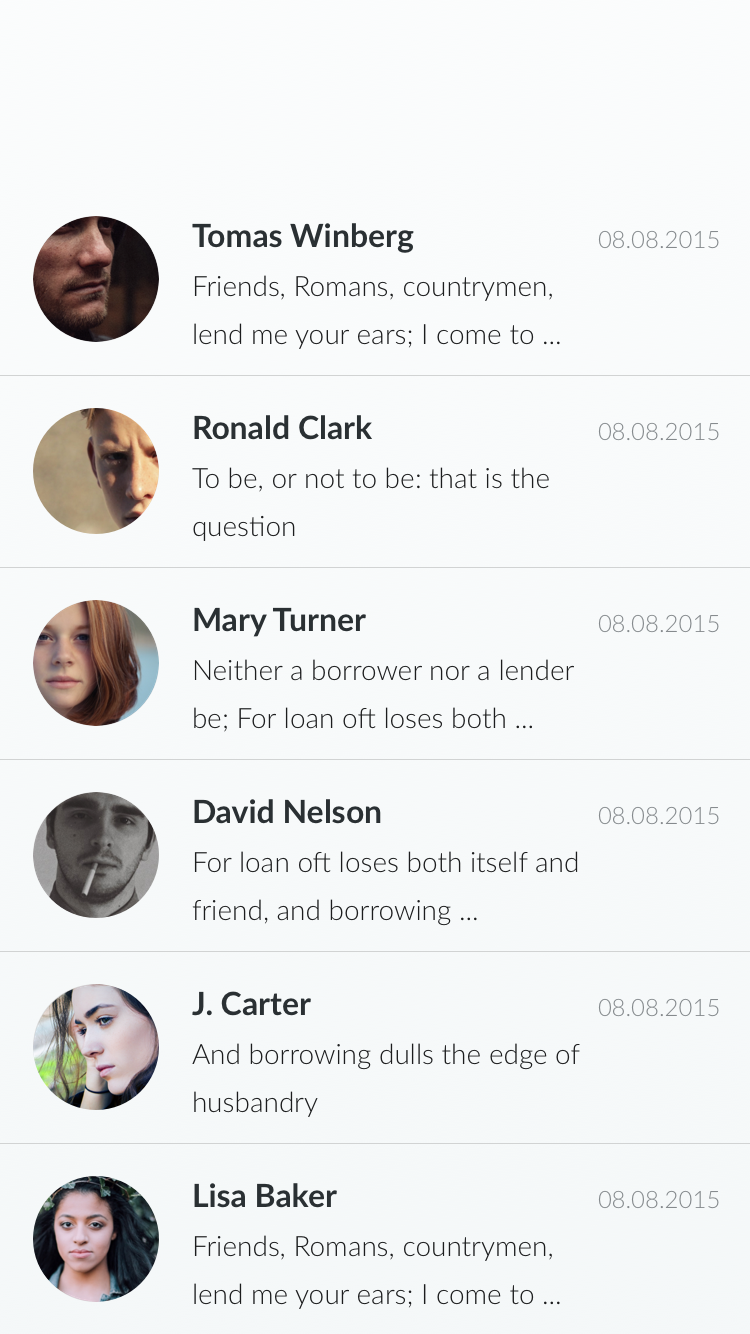 Tomas Winberg 08.08.2015
Friends, Romans, countrymen,
lend me your ears; I come to ...
Ronald Clark 08.08.2015
To be, or not to be: that is the
question
Mary Turner 08.08.2015
Neither a borrower nor a lender
be; For loan oft loses both ...
David Nelson 08.08.2015
For loan oft loses both itself and
friend, and borrowing ...
J. Carter 08.08.2015
And borrowing dulls the edge of
husbandry
Lisa Baker 08.08.2015
Friends, Romans, countrymen,
lend me your ears; I come to ...